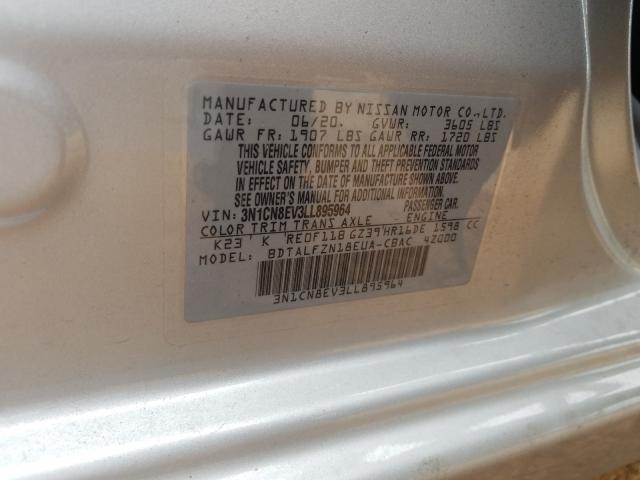 MANUFACTURED BY NISSAN MOTOR CO.,LTD.
DATE: 06/20. GVWR: 3605 LBS
GAWR FR: 1907 LBS GAWR RR: 1720 LBS
THIS VEHICLE CONFORMS TO ALL APPLICABLE FEDERAL MOTOR
VEHICLE SAFETY, BUMPER AND THEFT PREVENTION STANDARDS
IN EFFECT ON THE DATE OF MANUFACTURE SHOWN ABOVE.
SEE OWNER'S MANUAL FOR ADDITIONAL INFORMATION.
VIN: 3N1CN8EV3LL895964 PASSENGER CAR.
COLOR TRIM TRANS AXLE ENGINE
K23 K RE0F11B GZ39 HR16DE 1598 CC
MODEL: BDTALFZN18EUA-CBAC 42000
3N1CN8EV3LL895964